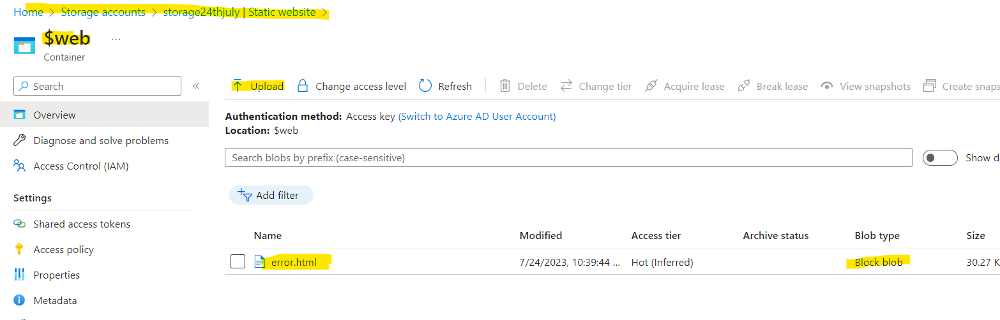 Home > Storage accounts > storage24thjuly | Static website >
$web ...
Container
Search «
Upload Change access level Refresh Delete Change tier Acquire lease Break lease View snapshots Create snaps
Overview
Diagnose and solve problems
Access Control (IAM)
Settings
Shared access tokens
Access policy
Properties
Metadata
Authentication method: Access key (Switch to Azure AD User Account)
Location: $web
Search blobs by prefix (case-sensitive)
Show d
Add filter
Name Modified Access tier Archive status Blob type Size
error.html 7/24/2023, 10:39:44 ... Hot (Inferred) Block blob 30.27 K